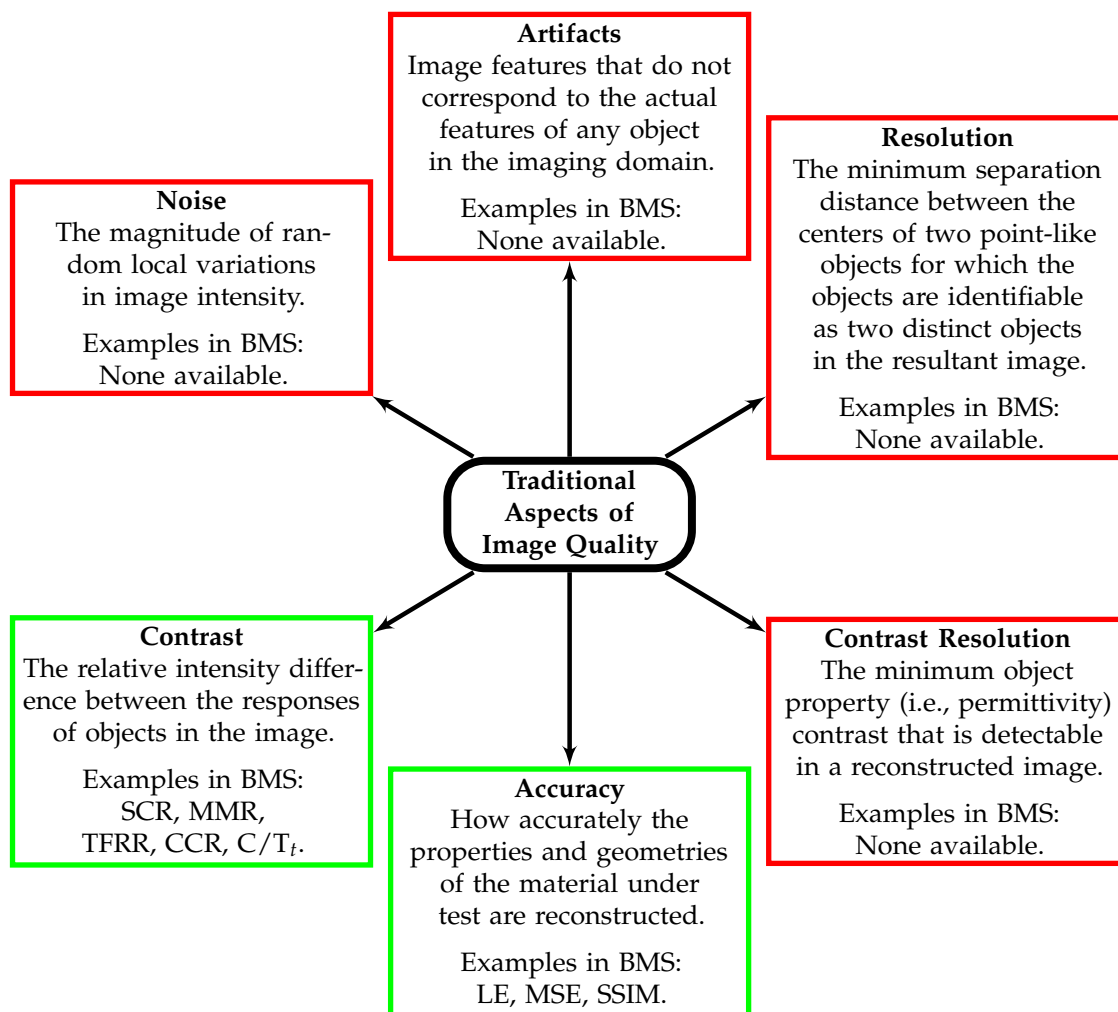 Artifacts
Image features that do not
correspond to the actual
features of any object
in the imaging domain.
Examples in BMS:
None available.
Resolution
The minimum separation
distance between the
centers of two point-like
objects for which the
objects are identifiable
as two distinct objects
in the resultant image.
Examples in BMS:
None available.
Noise
The magnitude of ran-
dom local variations
in image intensity.
Examples in BMS:
None available.
Traditional
Aspects of
Image Quality
Contrast
The relative intensity differ-
ence between the responses
of objects in the image.
Examples in BMS:
SCR, MMR,
TFRR, CCR, C/Tₜ.
Accuracy
How accurately the
properties and geometries
of the material under
test are reconstructed.
Examples in BMS:
LE, MSE, SSIM.
Contrast Resolution
The minimum object
property (i.e., permittivity)
contrast that is detectable
in a reconstructed image.
Examples in BMS:
None available.